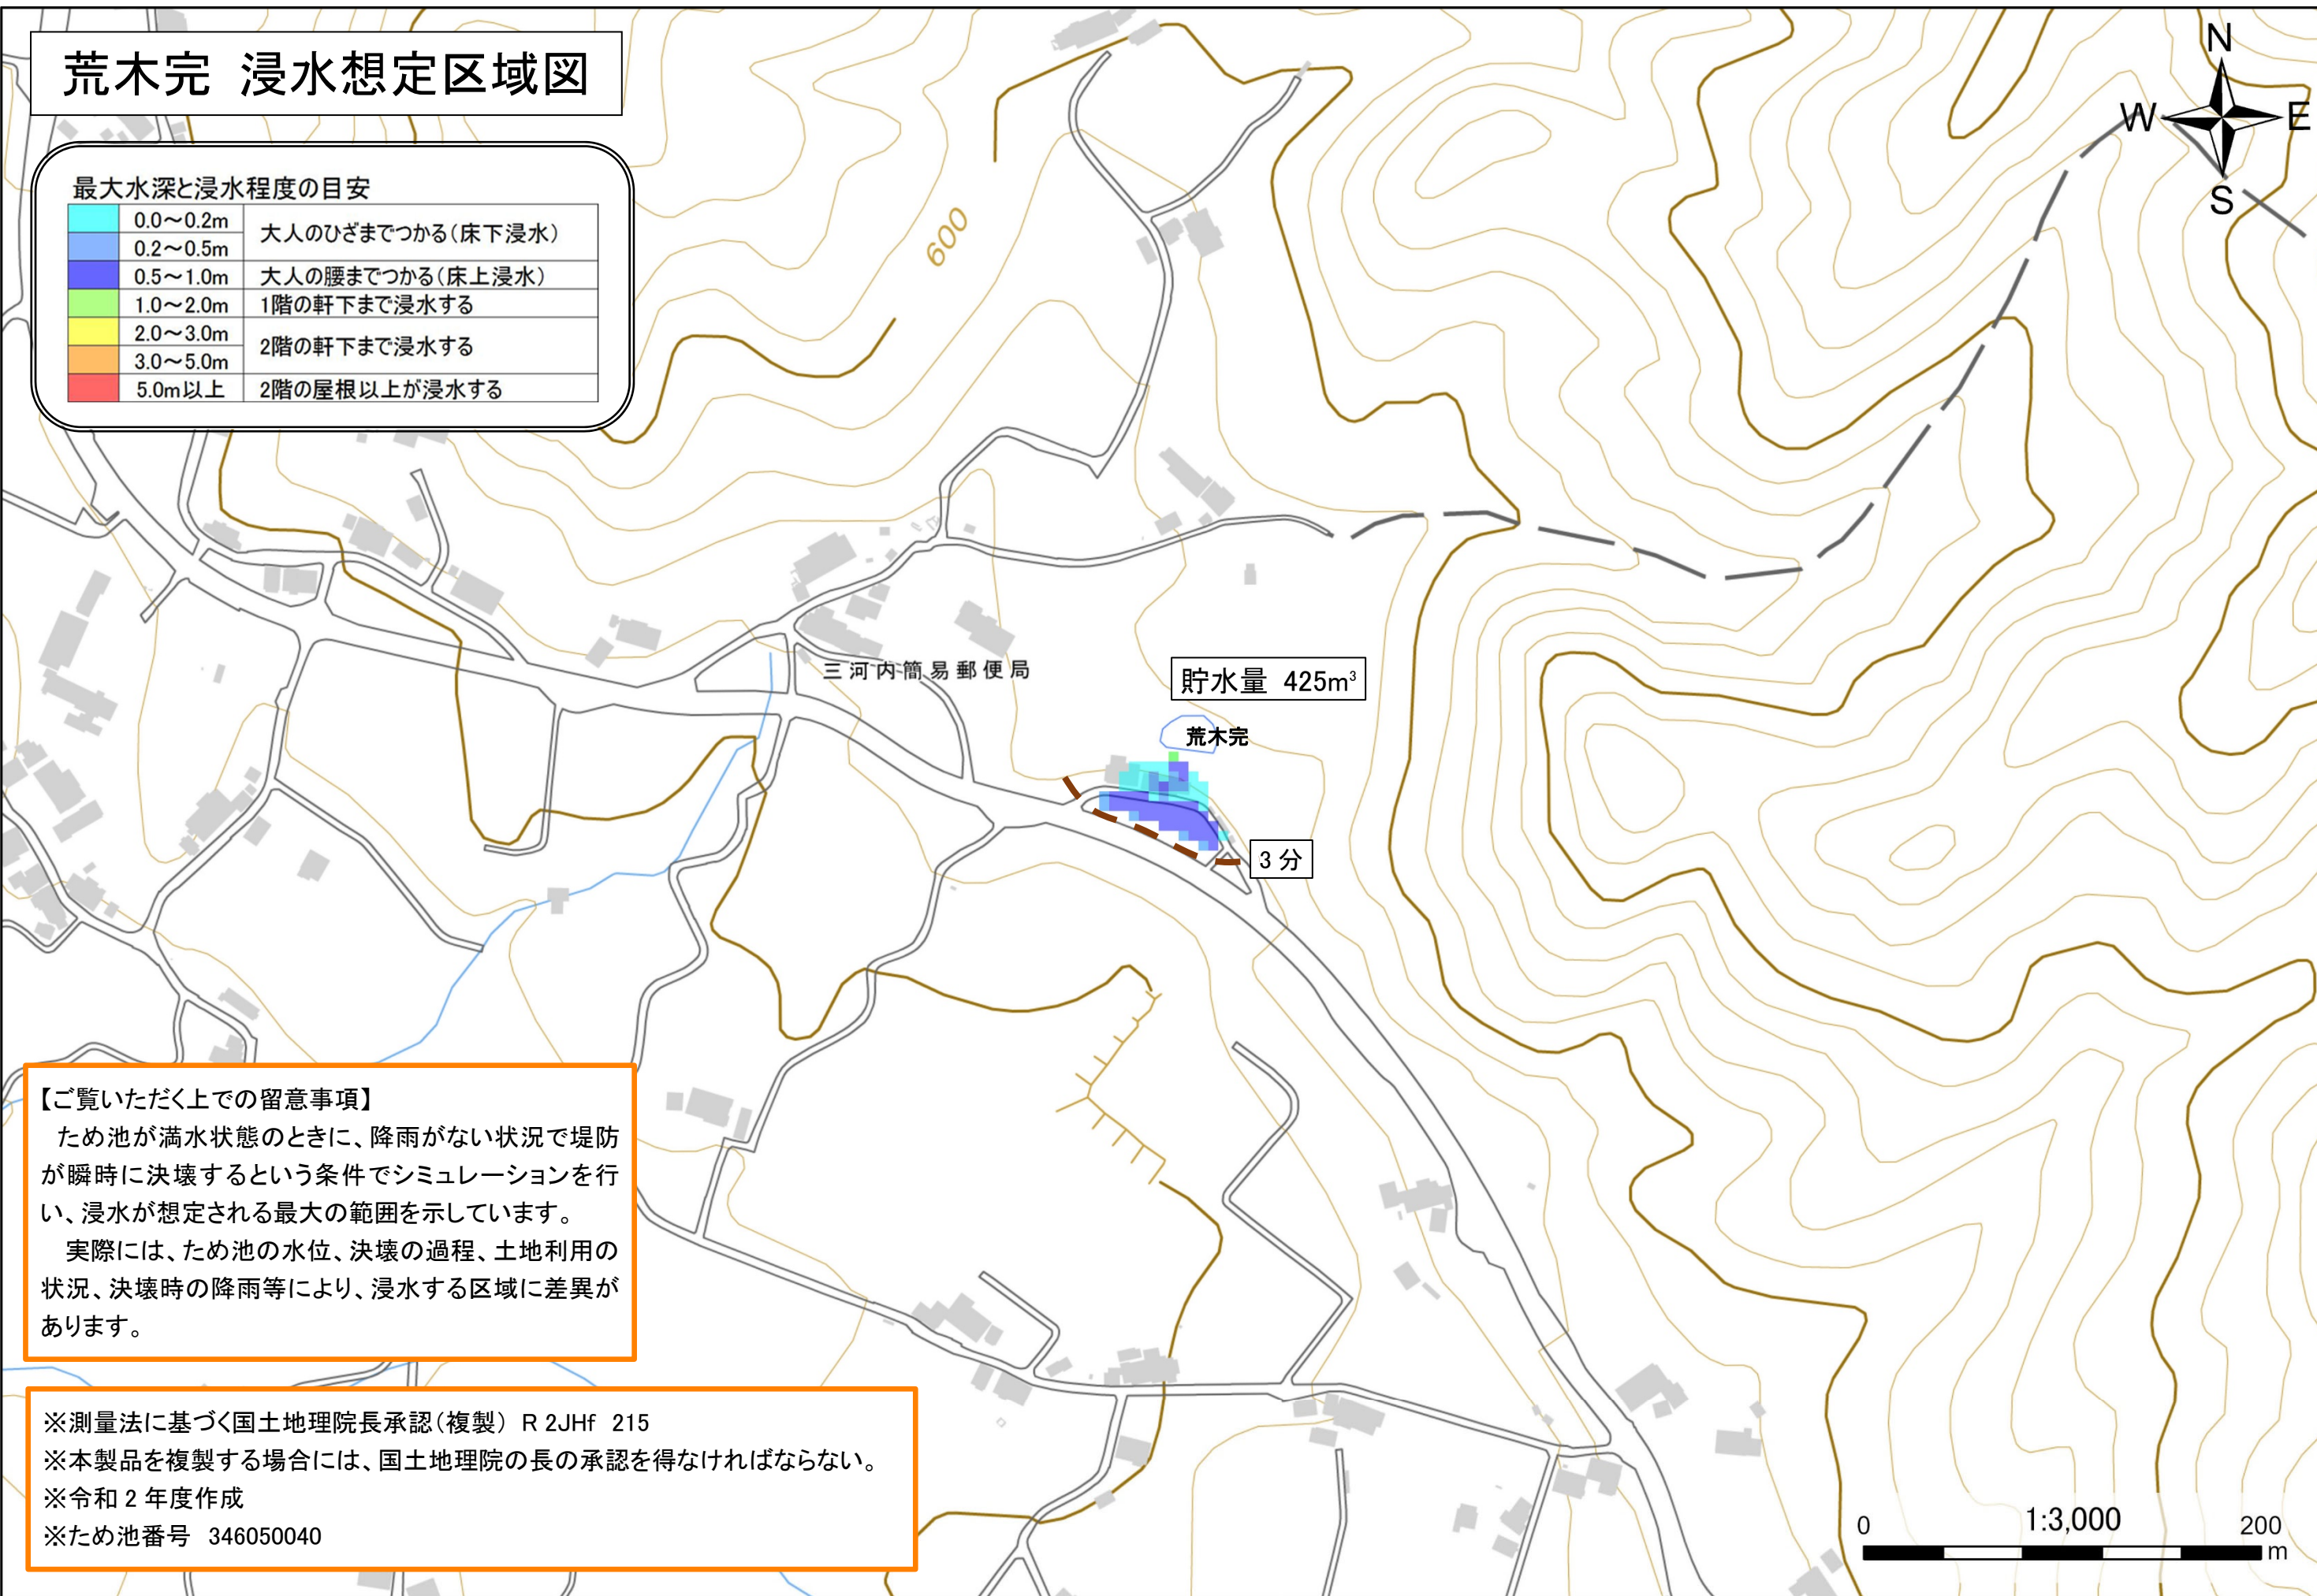 荒木完 浸水想定区域図
N
W
E
S
最大水深と浸水程度の目安
0.0～0.2m
大人のひざまでつかる(床下浸水)
0.2～0.5m
0.5～1.0m 大人の腰までつかる(床上浸水)
1.0～2.0m 1階の軒下まで浸水する
2.0～3.0m
2階の軒下まで浸水する
3.0～5.0m
5.0m以上 2階の屋根以上が浸水する
600
三河内簡易郵便局
貯水量 425m³
荒木完
3分
【ご覧いただく上での留意事項】
ため池が満水状態のときに、降雨がない状況で堤防
が瞬時に決壊するという条件でシミュレーションを行
い、浸水が想定される最大の範囲を示しています。
実際には、ため池の水位、決壊の過程、土地利用の
状況、決壊時の降雨等により、浸水する区域に差異が
あります。
※測量法に基づく国土地理院長承認(複製) R 2JHf 215
※本製品を複製する場合には、国土地理院の長の承認を得なければならない。
※令和2年度作成
※ため池番号 346050040
1:3,000
0 200
m